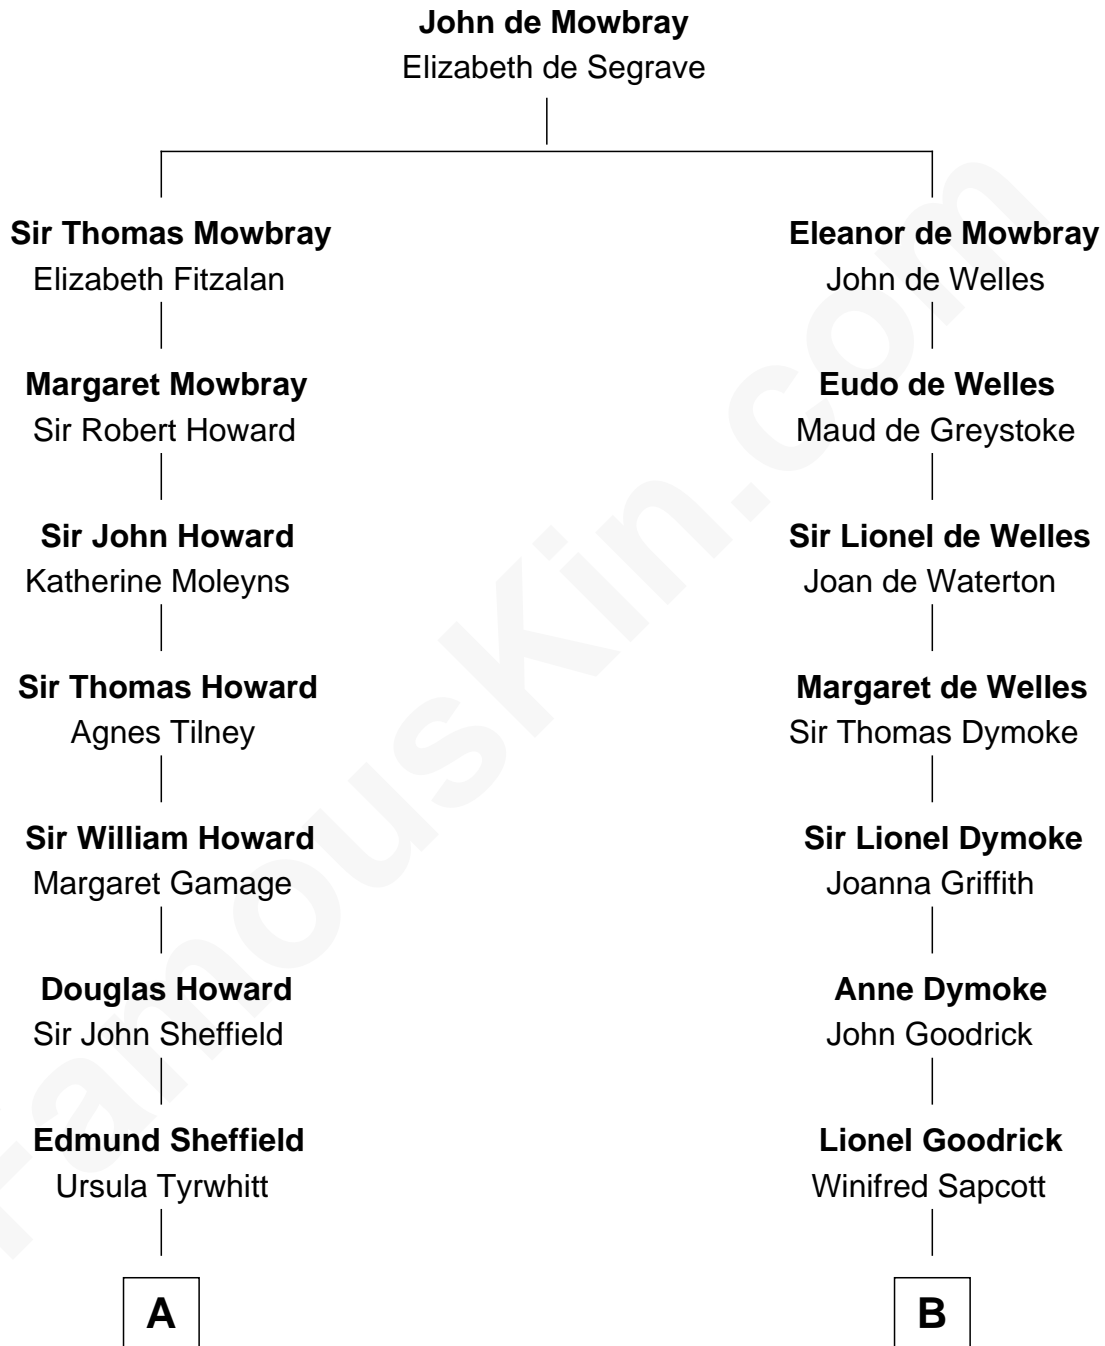 John de Mowbray
Elizabeth de Segrave
Sir Thomas Mowbray
Elizabeth Fitzalan
Eleanor de Mowbray
John de Welles
Margaret Mowbray
Sir Robert Howard
Eudo de Welles
Maud de Greystoke
Sir John Howard
Katherine Moleyns
Sir Lionel de Welles
Joan de Waterton
Sir Thomas Howard
Agnes Tilney
Margaret de Welles
Sir Thomas Dymoke
Sir William Howard
Margaret Gamage
Sir Lionel Dymoke
Joanna Griffith
Douglas Howard
Sir John Sheffield
Anne Dymoke
John Goodrick
Edmund Sheffield
Ursula Tyrwhitt
Lionel Goodrick
Winifred Sapcott
A
B
FamousKin.com